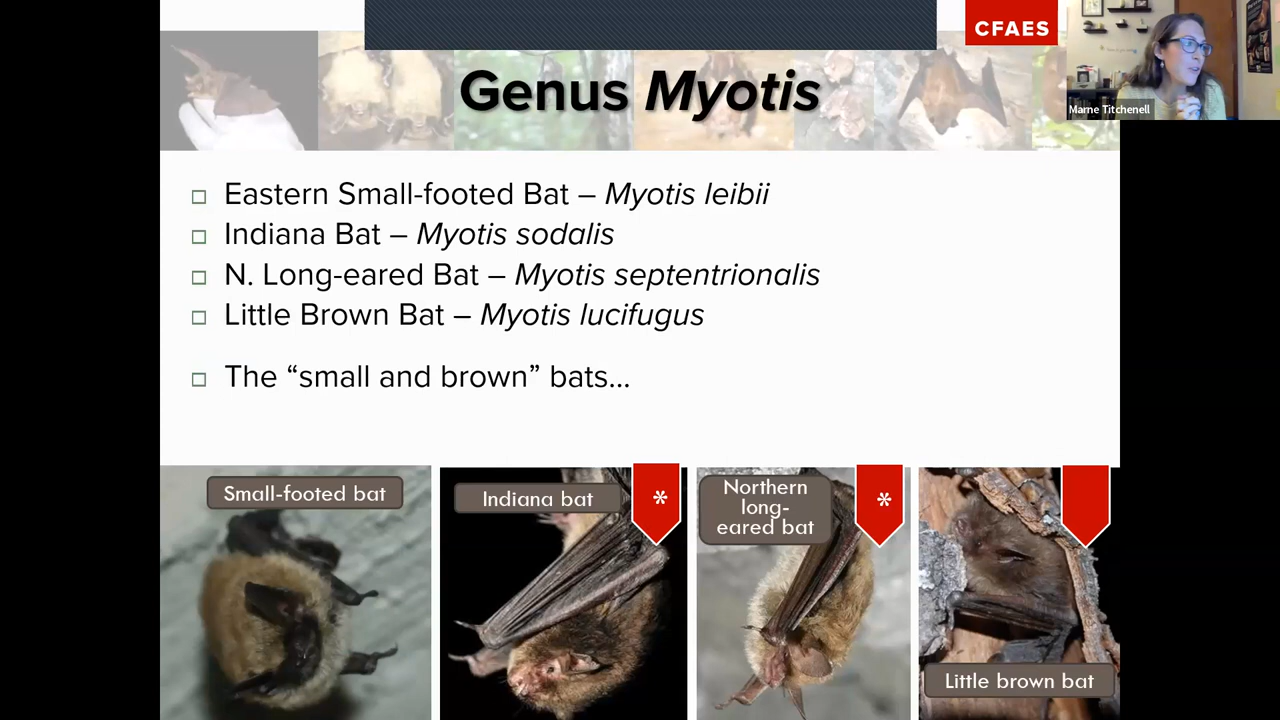 CFAES
Marne Titchenell
Genus Myotis
Eastern Small-footed Bat – Myotis leibii
Indiana Bat – Myotis sodalis
N. Long-eared Bat – Myotis septentrionalis
Little Brown Bat – Myotis lucifugus
The “small and brown” bats...
Small-footed bat
Indiana bat
*
Northern
long-
eared bat
*
Little brown bat